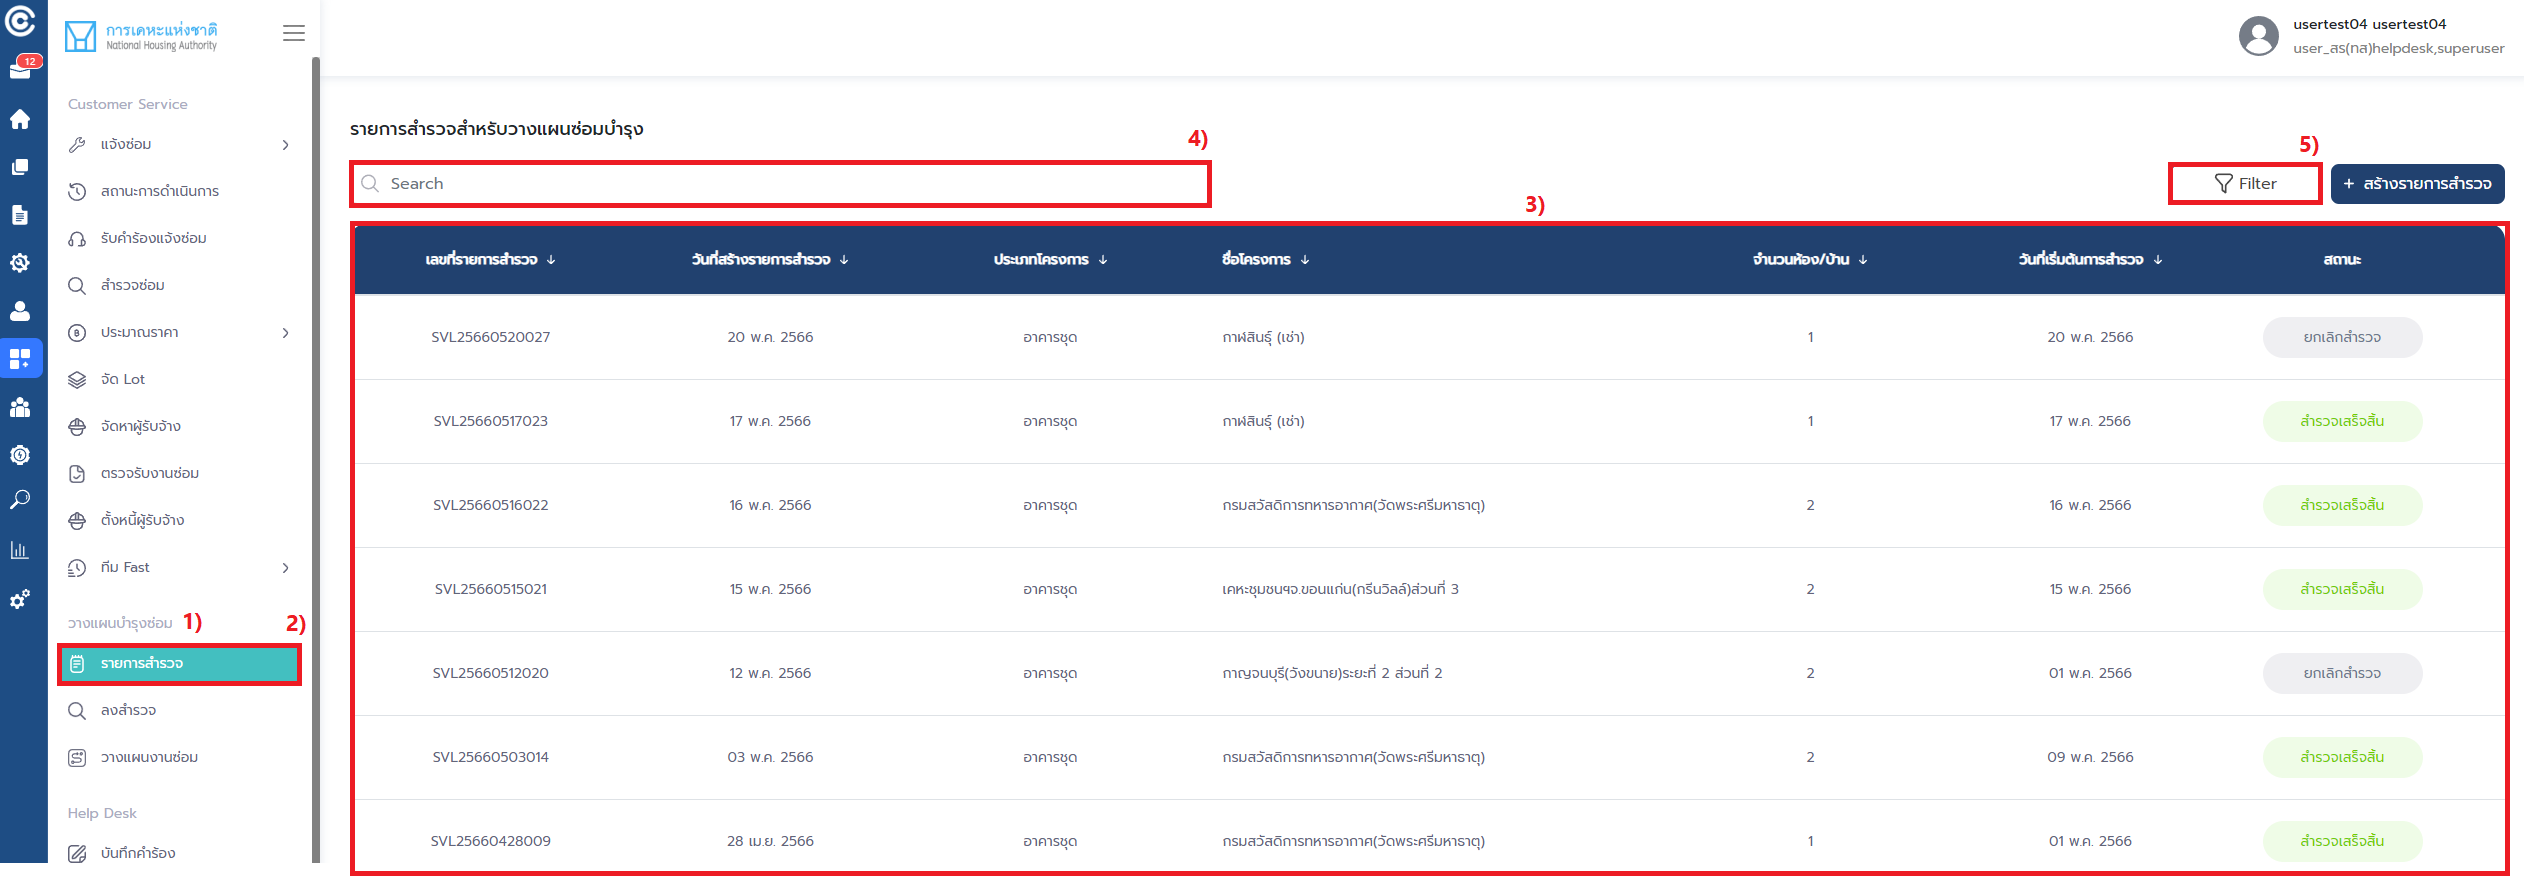 12
การเคหะแห่งชาติ
National Housing Authority
usertest04 usertest04
user_สร(ทส)helpdesk,superuser
Customer Service
แจ้งซ่อม
สถานะการดำเนินการ
รับคำร้องแจ้งซ่อม
สำรวจซ่อม
ประมาณราคา
จัด Lot
จัดหาผู้รับจ้าง
ตรวจรับงานซ่อม
ตั้งหนี้ผู้รับจ้าง
ทีม Fast
วางแผนบำรุงซ่อม 1)
2)
รายการสำรวจ
ลงสำรวจ
วางแผนงานซ่อม
Help Desk
บันทึกคำร้อง
รายการสำรวจสำหรับวางแผนซ่อมบำรุง
4)
Search
5)
Filter
+ สร้างรายการสำรวจ
3)
เลขที่รายการสำรวจ ↓ วันที่สร้างรายการสำรวจ ↓ ประเภทโครงการ ↓ ชื่อโครงการ ↓ จำนวนห้อง/บ้าน ↓ วันที่เริ่มต้นการสำรวจ ↓ สถานะ
SVL25660520027 20 พ.ค. 2566 อาคารชุด กาฬสินธุ์ (เช่า) 1 20 พ.ค. 2566 ยกเลิกสำรวจ
SVL25660517023 17 พ.ค. 2566 อาคารชุด กาฬสินธุ์ (เช่า) 1 17 พ.ค. 2566 สำรวจเสร็จสิ้น
SVL25660516022 16 พ.ค. 2566 อาคารชุด กรมสวัสดิการทหารอากาศ(วัดพระศรีมหาธาตุ) 2 16 พ.ค. 2566 สำรวจเสร็จสิ้น
SVL25660515021 15 พ.ค. 2566 อาคารชุด เคหะชุมชนฯจ.ขอนแก่น(กรีนวิลล์)ส่วนที่ 3 2 15 พ.ค. 2566 สำรวจเสร็จสิ้น
SVL25660512020 12 พ.ค. 2566 อาคารชุด กาญจนบุรี(วังขนาย)ระยะที่ 2 ส่วนที่ 2 2 01 พ.ค. 2566 ยกเลิกสำรวจ
SVL25660503014 03 พ.ค. 2566 อาคารชุด กรมสวัสดิการทหารอากาศ(วัดพระศรีมหาธาตุ) 2 09 พ.ค. 2566 สำรวจเสร็จสิ้น
SVL25660428009 28 เม.ย. 2566 อาคารชุด กรมสวัสดิการทหารอากาศ(วัดพระศรีมหาธาตุ) 1 01 พ.ค. 2566 สำรวจเสร็จสิ้น